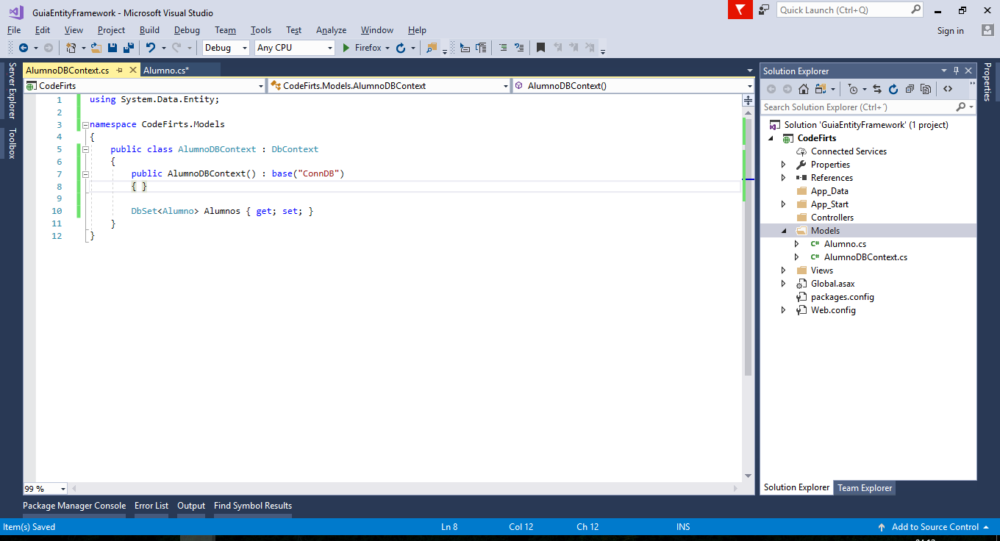 GuiaEntityFramework - Microsoft Visual Studio
Quick Launch (Ctrl+Q)
File Edit View Project Build Debug Team Tools Test Analyze Window Help
Sign in
Debug Any CPU Firefox
Server Explorer
Toolbox
AlumnoDBContext.cs Alumno.cs*
CodeFirts CodeFirts.Models.AlumnoDBContext AlumnoDBContext()
1 using System.Data.Entity;
2
3 namespace CodeFirts.Models
4 {
5 public class AlumnoDBContext : DbContext
6 {
7 public AlumnoDBContext() : base("ConnDB")
8 { }
9
10 DbSet<Alumno> Alumnos { get; set; }
11 }
12 }
99 %
Solution Explorer
Search Solution Explorer (Ctrl+´)
Solution 'GuiaEntityFramework' (1 project)
CodeFirts
Connected Services
Properties
References
App_Data
App_Start
Controllers
Models
C# Alumno.cs
C# AlumnoDBContext.cs
Views
Global.asax
packages.config
Web.config
Solution Explorer Team Explorer
Properties
Package Manager Console Error List Output Find Symbol Results
Item(s) Saved Ln 8 Col 12 Ch 12 INS Add to Source Control